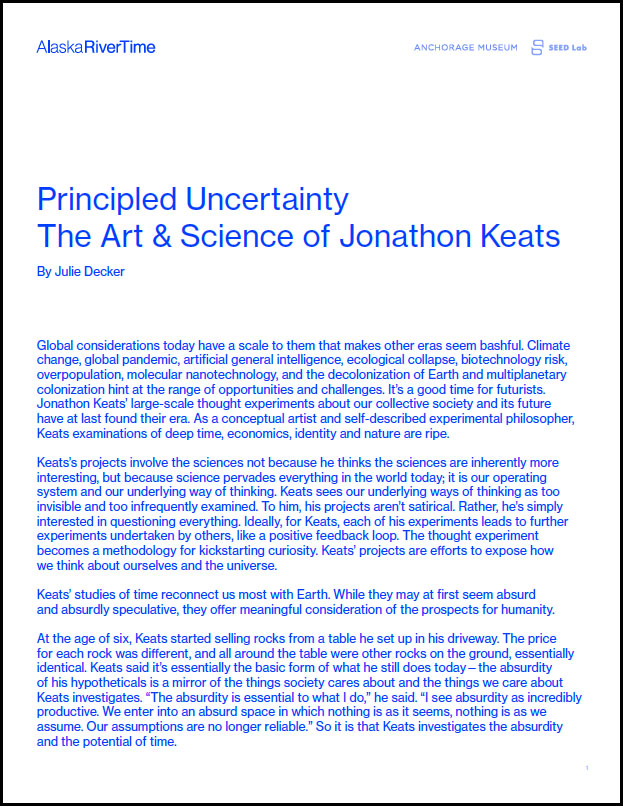 AlaskaRiverTime
ANCHORAGE MUSEUM SEED Lab
Principled Uncertainty
The Art & Science of Jonathon Keats
By Julie Decker
Global considerations today have a scale to them that makes other eras seem bashful. Climate
change, global pandemic, artificial general intelligence, ecological collapse, biotechnology risk,
overpopulation, molecular nanotechnology, and the decolonization of Earth and multiplanetary
colonization hint at the range of opportunities and challenges. It’s a good time for futurists.
Jonathon Keats’ large-scale thought experiments about our collective society and its future
have at last found their era. As a conceptual artist and self-described experimental philosopher,
Keats examinations of deep time, economics, identity and nature are ripe.
Keats’s projects involve the sciences not because he thinks the sciences are inherently more
interesting, but because science pervades everything in the world today; it is our operating
system and our underlying way of thinking. Keats sees our underlying ways of thinking as too
invisible and too infrequently examined. To him, his projects aren’t satirical. Rather, he’s simply
interested in questioning everything. Ideally, for Keats, each of his experiments leads to further
experiments undertaken by others, like a positive feedback loop. The thought experiment
becomes a methodology for kickstarting curiosity. Keats’ projects are efforts to expose how
we think about ourselves and the universe.
Keats’ studies of time reconnect us most with Earth. While they may at first seem absurd
and absurdly speculative, they offer meaningful consideration of the prospects for humanity.
At the age of six, Keats started selling rocks from a table he set up in his driveway. The price
for each rock was different, and all around the table were other rocks on the ground, essentially
identical. Keats said it’s essentially the basic form of what he still does today – the absurdity
of his hypotheticals is a mirror of the things society cares about and the things we care about
Keats investigates. “The absurdity is essential to what I do,” he said. “I see absurdity as incredibly
productive. We enter into an absurd space in which nothing is as it seems, nothing is as we
assume. Our assumptions are no longer reliable.” So it is that Keats investigates the absurdity
and the potential of time.
1